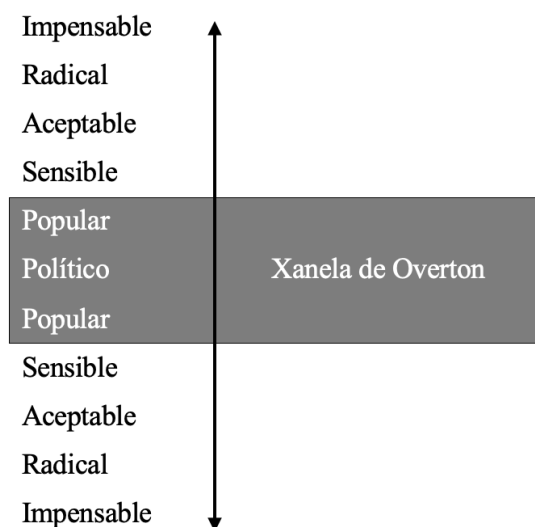 Impensable
Radical
Aceptable
Sensible
Popular
Político
Xanela de Overton
Popular
Sensible
Aceptable
Radical
Impensable